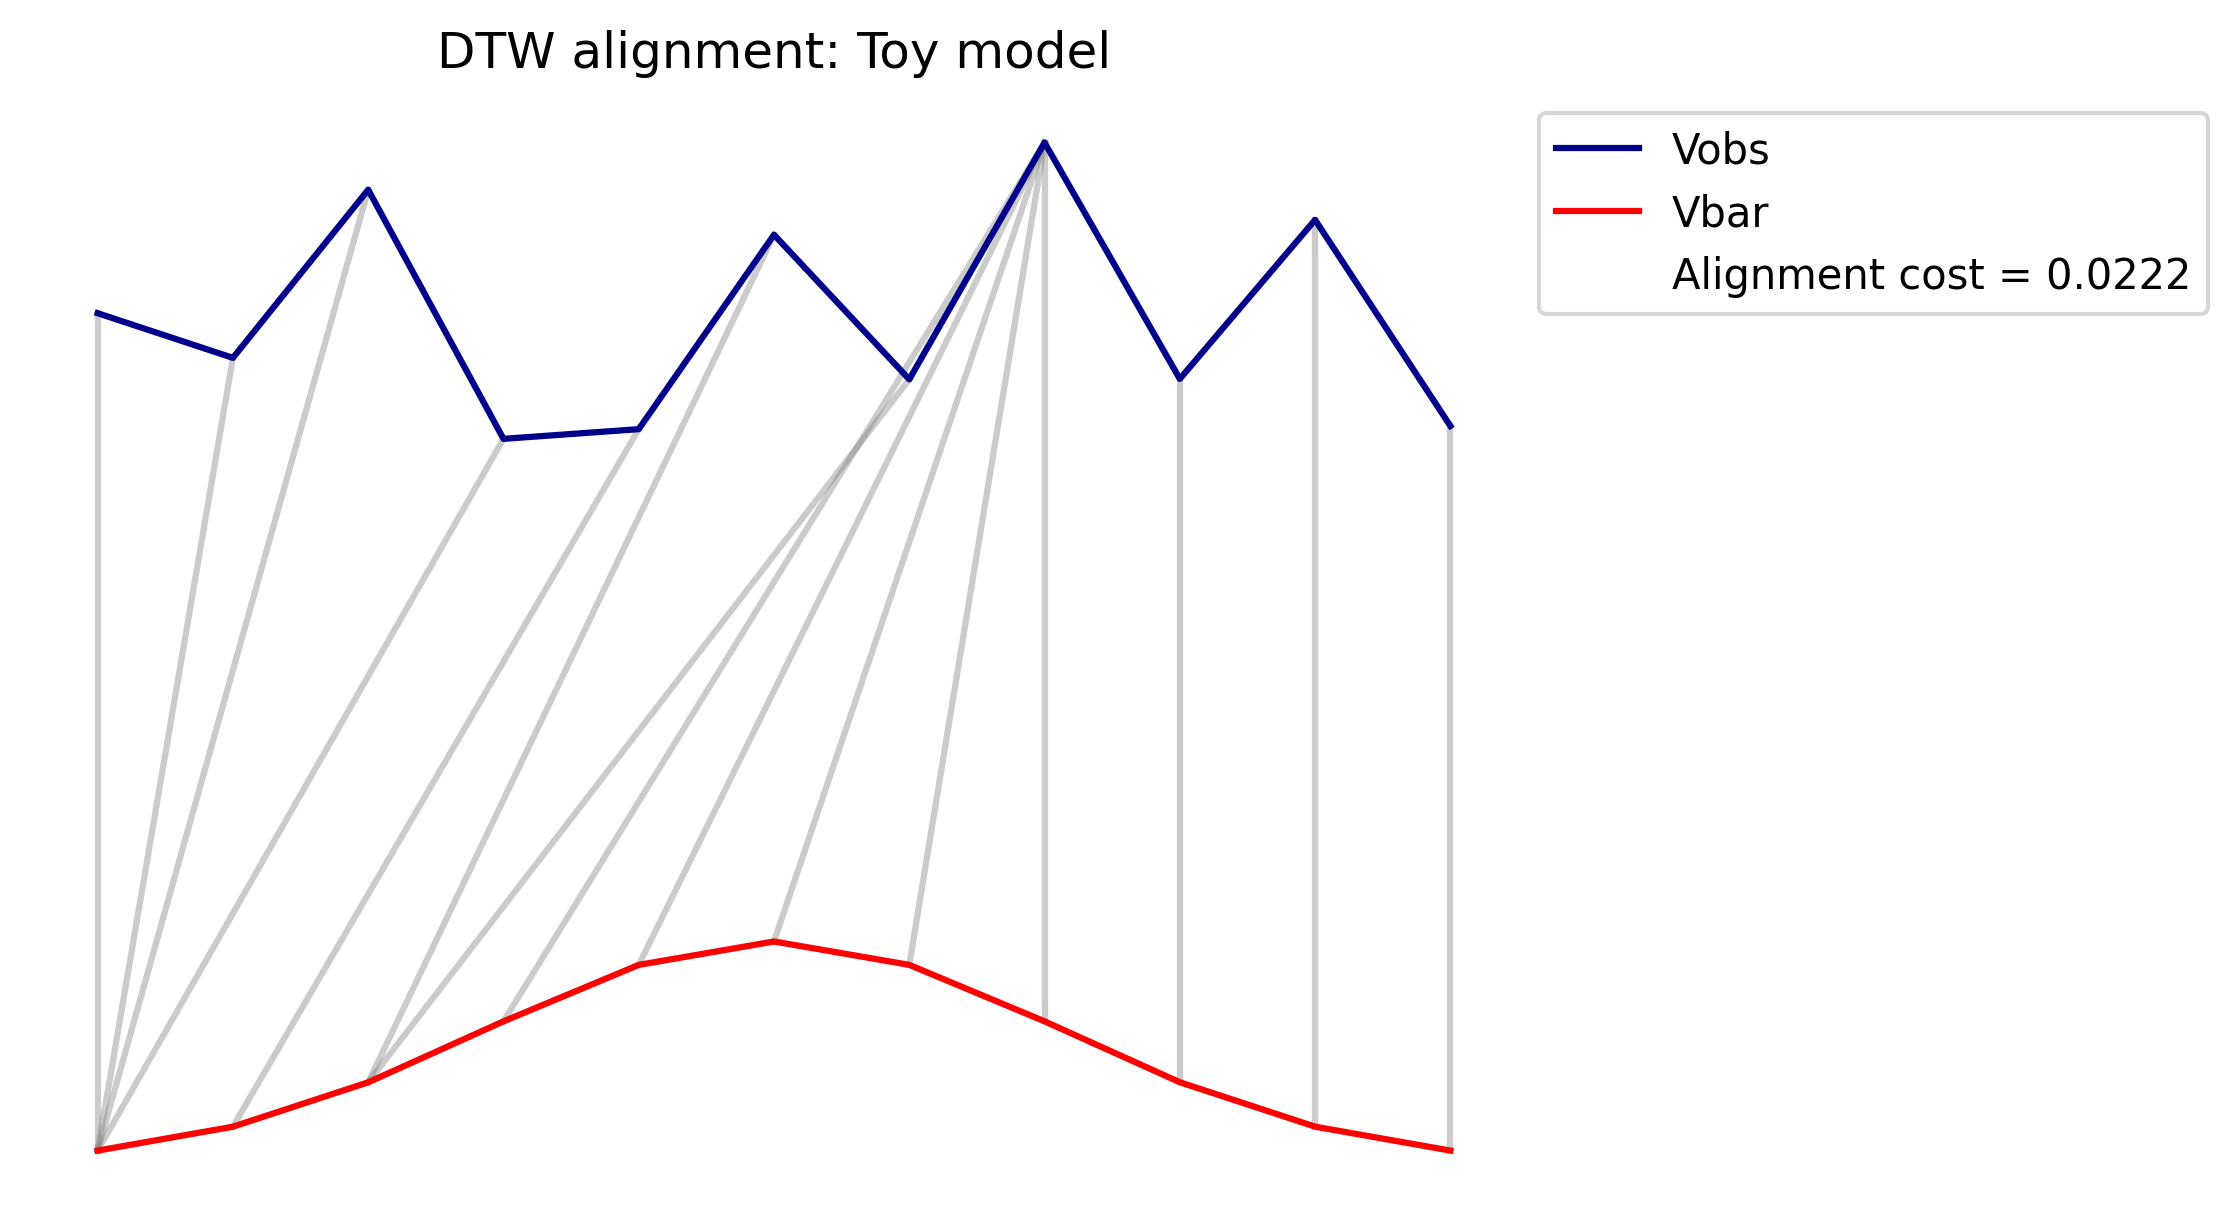 DTW alignment: Toy model
Vobs
Vbar
Alignment cost = 0.0222